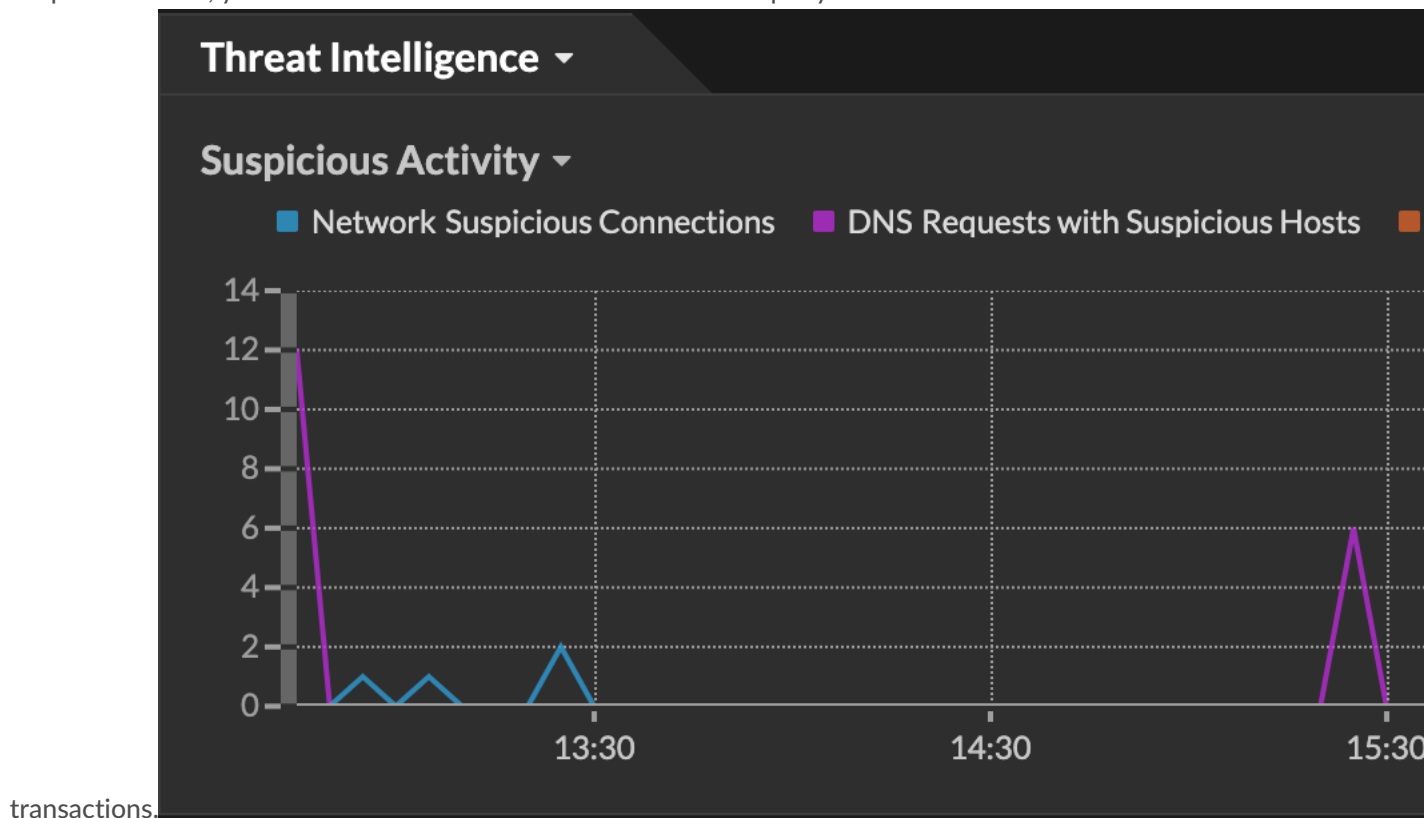 Threat Intelligence
Suspicious Activity
Network Suspicious Connections DNS Requests with Suspicious Hosts
14
12
10
8
6
4
2
0
13:30 14:30 15:30
transactions.